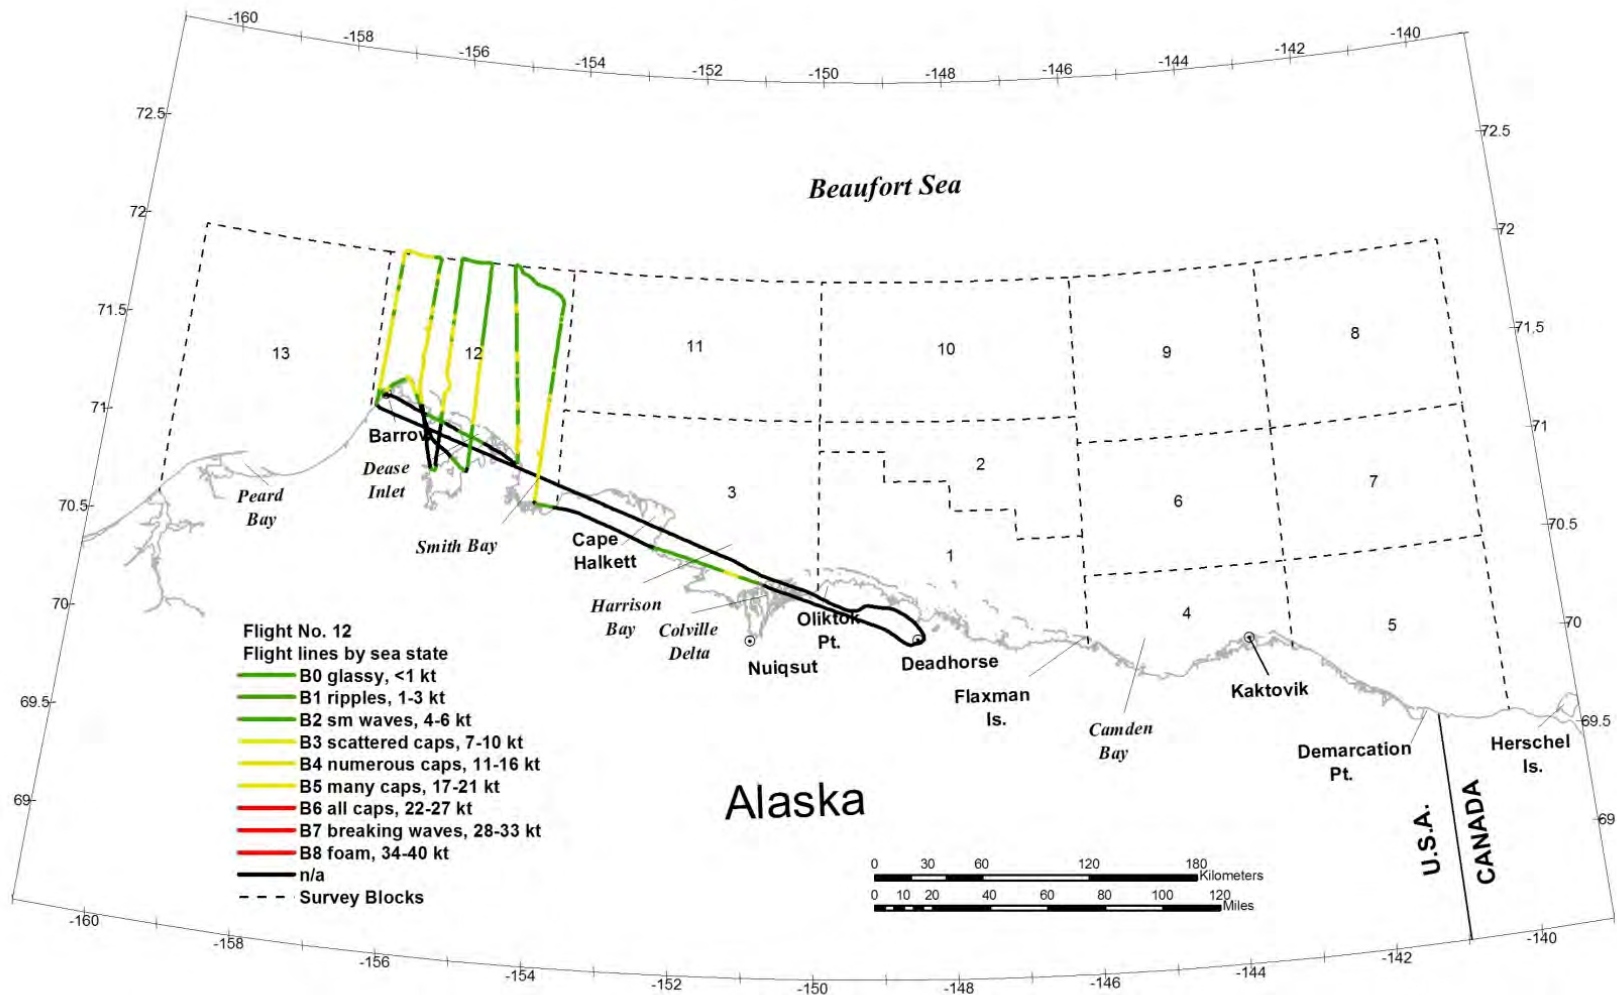 -160
-158
-156
-154
-152
-150
-148
-146
-144
-142
-140
72.5
72.5
Beaufort Sea
72
72
71.5
71.5
13
12
11
10
9
8
71
71
Barrow
Dease
Inlet
Peard
Bay
Smith Bay
3
2
6
7
70.5
70.5
Cape
Halkett
1
Harrison
Bay
Colville
Delta
Oliktok
Pt.
4
5
70
70
Nuiqsut
Deadhorse
Flaxman
Is.
Kaktovik
Camden
Bay
Demarcation
Pt.
Herschel
Is.
69.5
69.5
Flight No. 12
Flight lines by sea state
B0 glassy, <1 kt
B1 ripples, 1-3 kt
B2 sm waves, 4-6 kt
B3 scattered caps, 7-10 kt
B4 numerous caps, 11-16 kt
B5 many caps, 17-21 kt
B6 all caps, 22-27 kt
B7 breaking waves, 28-33 kt
B8 foam, 34-40 kt
n/a
Survey Blocks
Alaska
U.S.A.
CANADA
69
69
0 30 60 120 180
Kilometers
0 10 20 40 60 80 100 120
Miles
-160
-158
-156
-154
-152
-150
-148
-146
-144
-142
-140